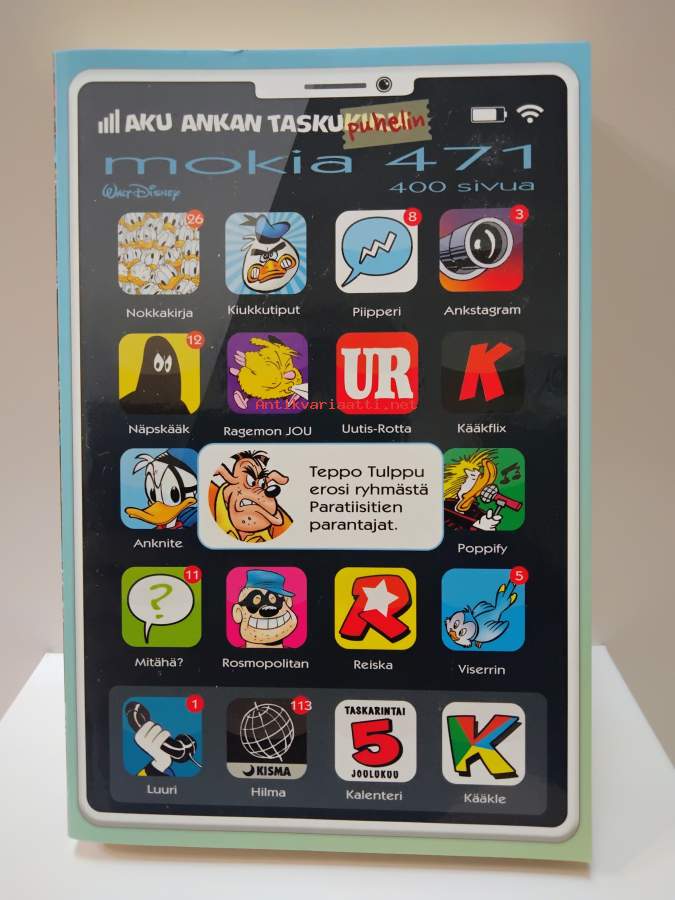 AKU ANKAN TASKU
puhelin
mokia 471
WALT DISNEY
400 sivua
26
8
3
Nokkakirja
Kiukkutiput
Piipperi
Ankstagram
12
UR
K
Antikvariaatti.net
Näpskääk
Ragemon JOU
Uutis-Rotta
Kääkflix
Teppo Tulppu
erosi ryhmästä
Paratiisitien
parantajat.
Anknite
Poppify
11
?
R
5
Mitähä?
Rosmopolitan
Reiska
Viserrin
1
113
KISMA
TASKARINTAI
5
JOULUKUU
K
Luuri
Hilma
Kalenteri
Kääkle